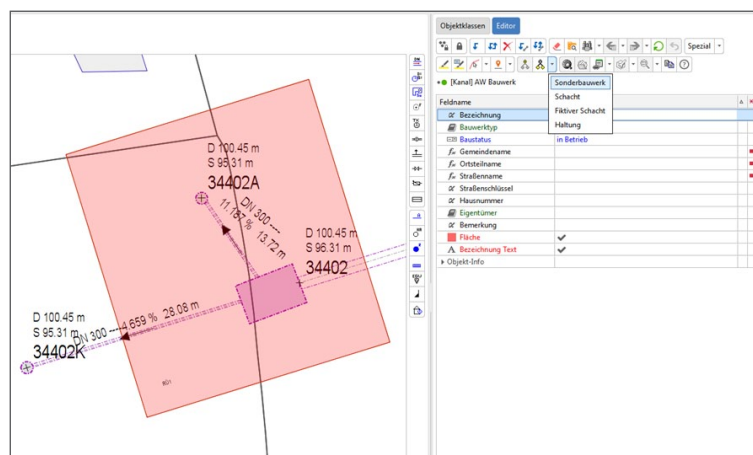 Objektklassen Editor
Spezial
[Kanal] AW Bauwerk
Sonderbauwerk
Schacht
Fiktiver Schacht
Haltung
Feldname
Bezeichnung
Bauwerktyp
Baustatus in Betrieb
Gemeindename
Ortsteilname
Straßenname
Straßenschlüssel
Hausnummer
Eigentümer
Bemerkung
Fläche
Bezeichnung Text
Objekt-Info
D 100.45 m
S 95.31 m
34402A
DN 300 ----
11.187 % 13.72 m
D 100.45 m
S 96.31 m
34402
D 100.45 m
S 95.31 m
34402K
DN 300 ----4.659 % 28.08 m